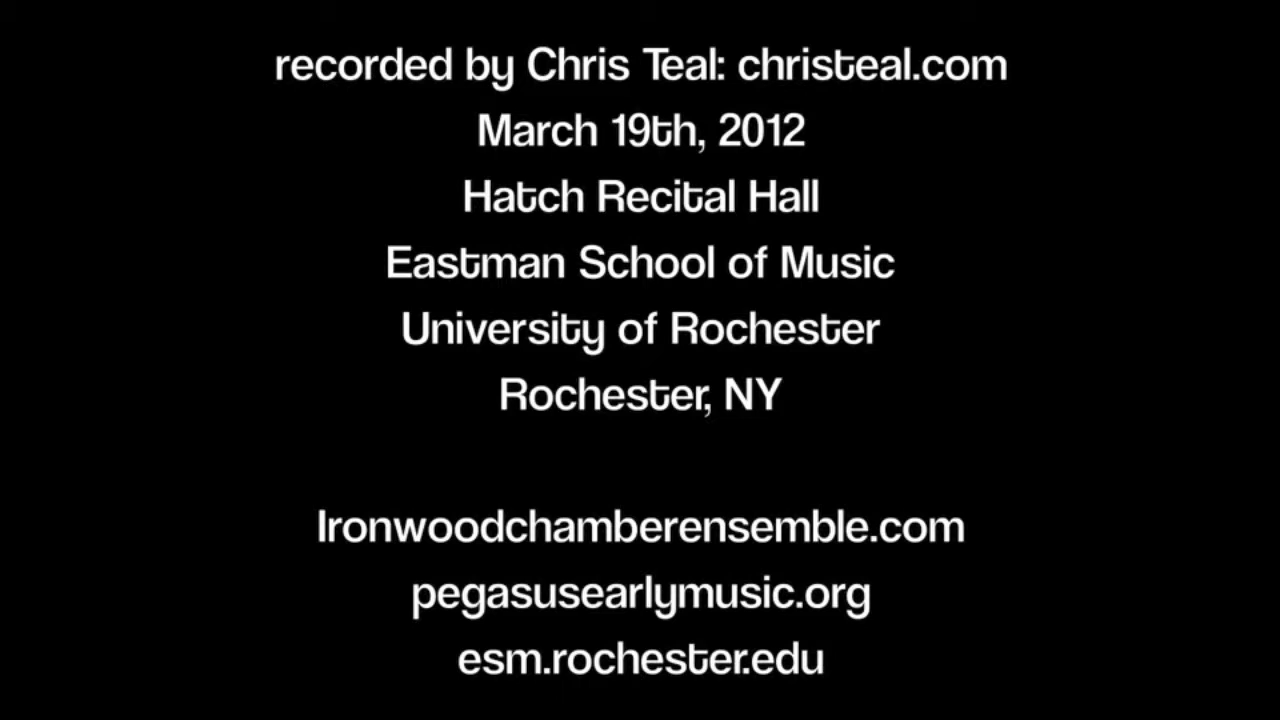 recorded by Chris Teal: christeal.com
March 19th, 2012
Hatch Recital Hall
Eastman School of Music
University of Rochester
Rochester, NY
Ironwoodchamberensemble.com
pegasusearlymusic.org
esm.rochester.edu